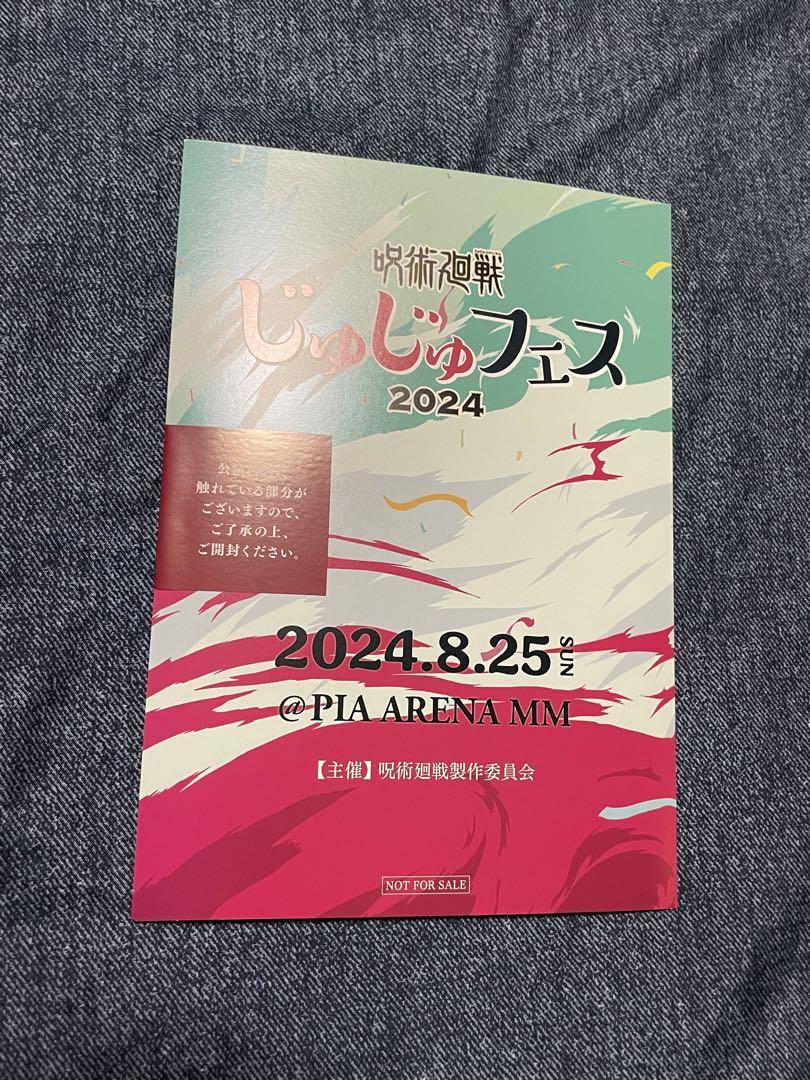 呪術廻戦
じゅじゅフェス
2024
触れている部分が
ございますので、
ご了承の上、
ご開封ください。
2024.8.25 SUN
@PIA ARENA MM
【主催】呪術廻戦製作委員会
NOT FOR SALE